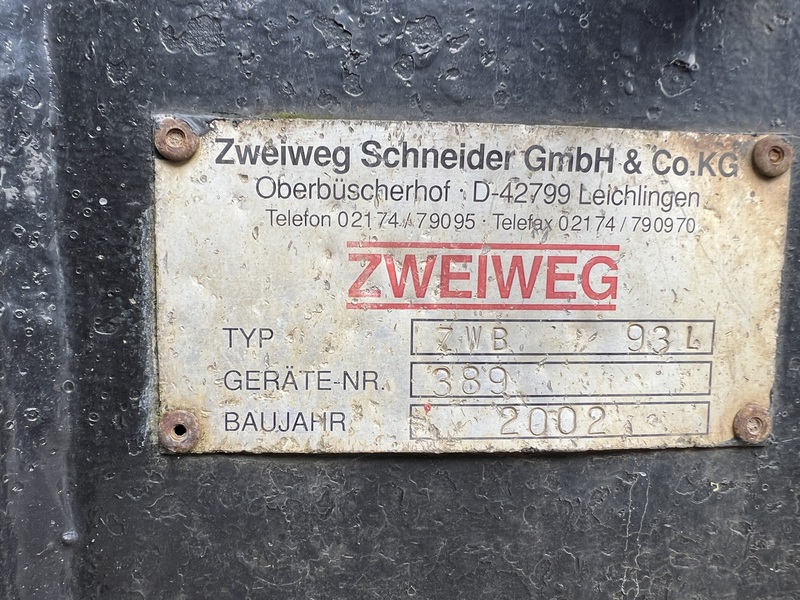 Zweiweg Schneider GmbH & Co.KG
Oberbüscherhof · D-42799 Leichlingen
Telefon 02174/79095 · Telefax 02174/790970
ZWEIWEG
TYP ZWB 93 L
GERÄTE-NR. 389
BAUJAHR 2002